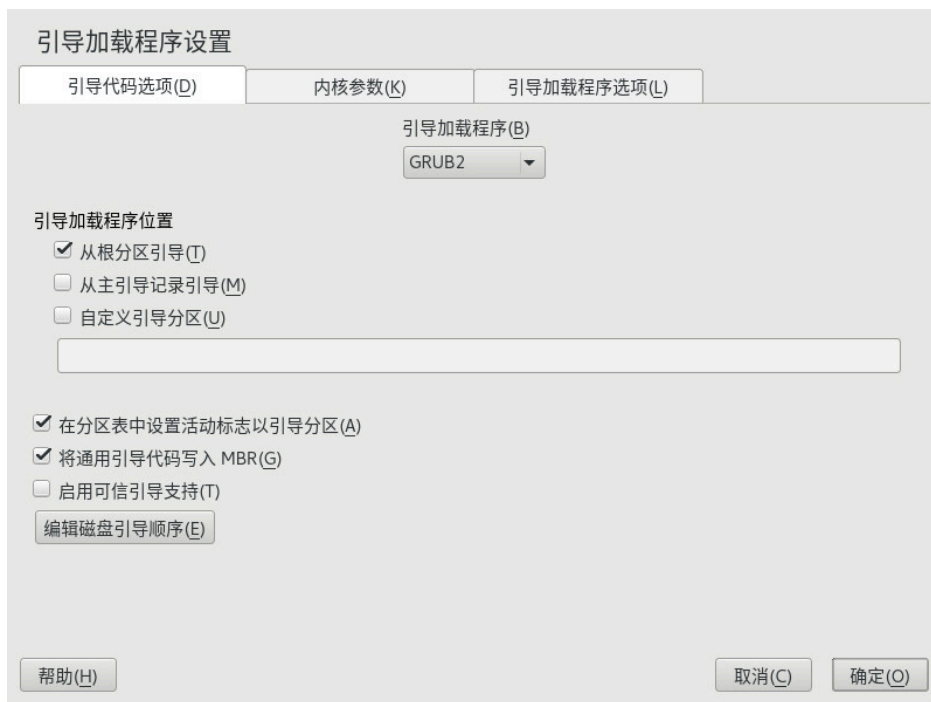 引导加载程序设置
引导代码选项(D) 内核参数(K) 引导加载程序选项(L)
引导加载程序(B)
GRUB2
引导加载程序位置
从根分区引导(T)
从主引导记录引导(M)
自定义引导分区(U)
在分区表中设置活动标志以引导分区(A)
将通用引导代码写入 MBR(G)
启用可信引导支持(T)
编辑磁盘引导顺序(E)
帮助(H) 取消(C) 确定(O)